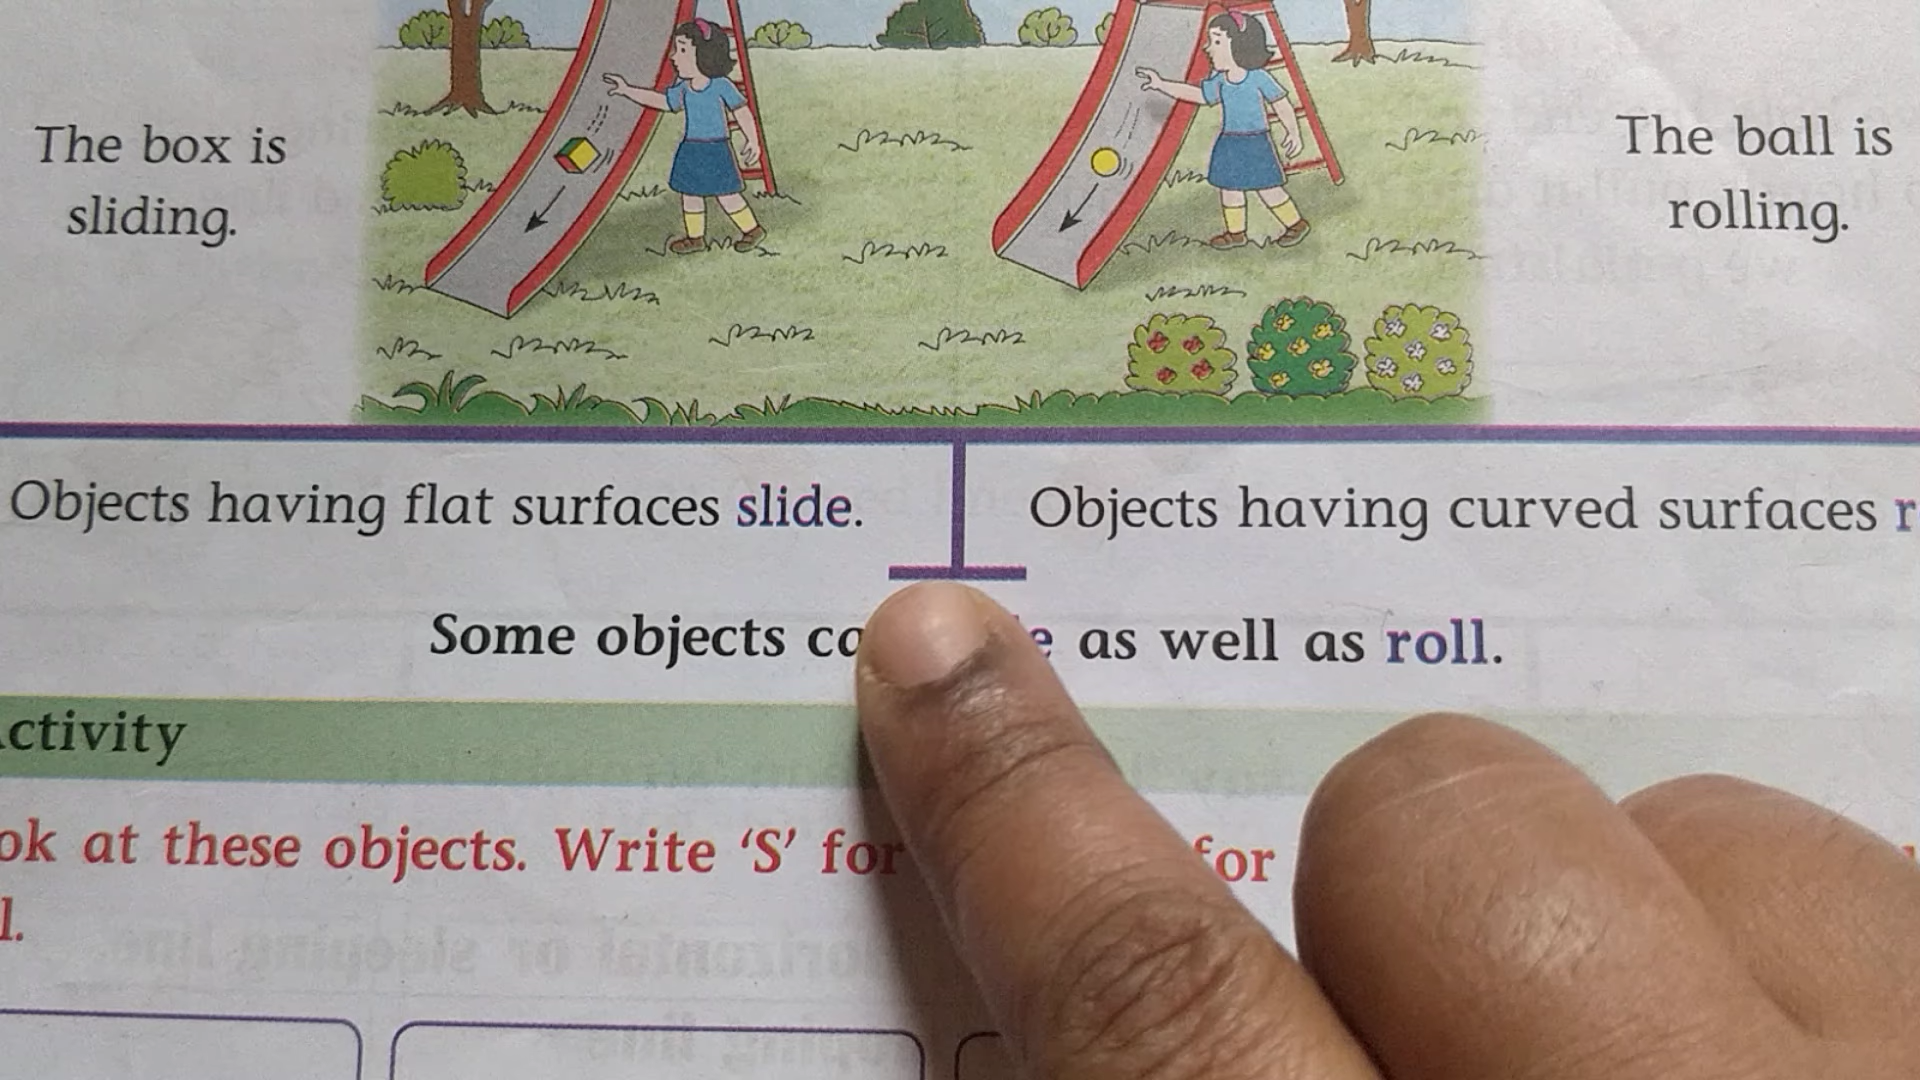 The box is
sliding.
The ball is
rolling.
Objects having flat surfaces slide.
Objects having curved surfaces
Some objects as well as roll.
ctivity
ok at these objects. Write ‘S’ for for
l.